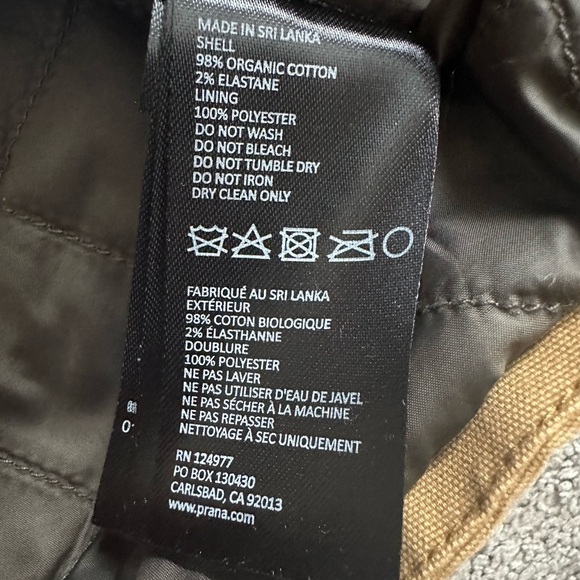 MADE IN SRI LANKA
SHELL
98% ORGANIC COTTON
2% ELASTANE
LINING
100% POLYESTER
DO NOT WASH
DO NOT BLEACH
DO NOT TUMBLE DRY
DO NOT IRON
DRY CLEAN ONLY
FABRIQUÉ AU SRI LANKA
EXTÉRIEUR
98% COTON BIOLOGIQUE
2% ÉLASTHANNE
DOUBLURE
100% POLYESTER
NE PAS LAVER
NE PAS UTILISER D'EAU DE JAVEL
NE PAS SÉCHER À LA MACHINE
NE PAS REPASSER
NETTOYAGE À SEC UNIQUEMENT
RN 124977
PO BOX 130430
CARLSBAD, CA 92013
www.prana.com